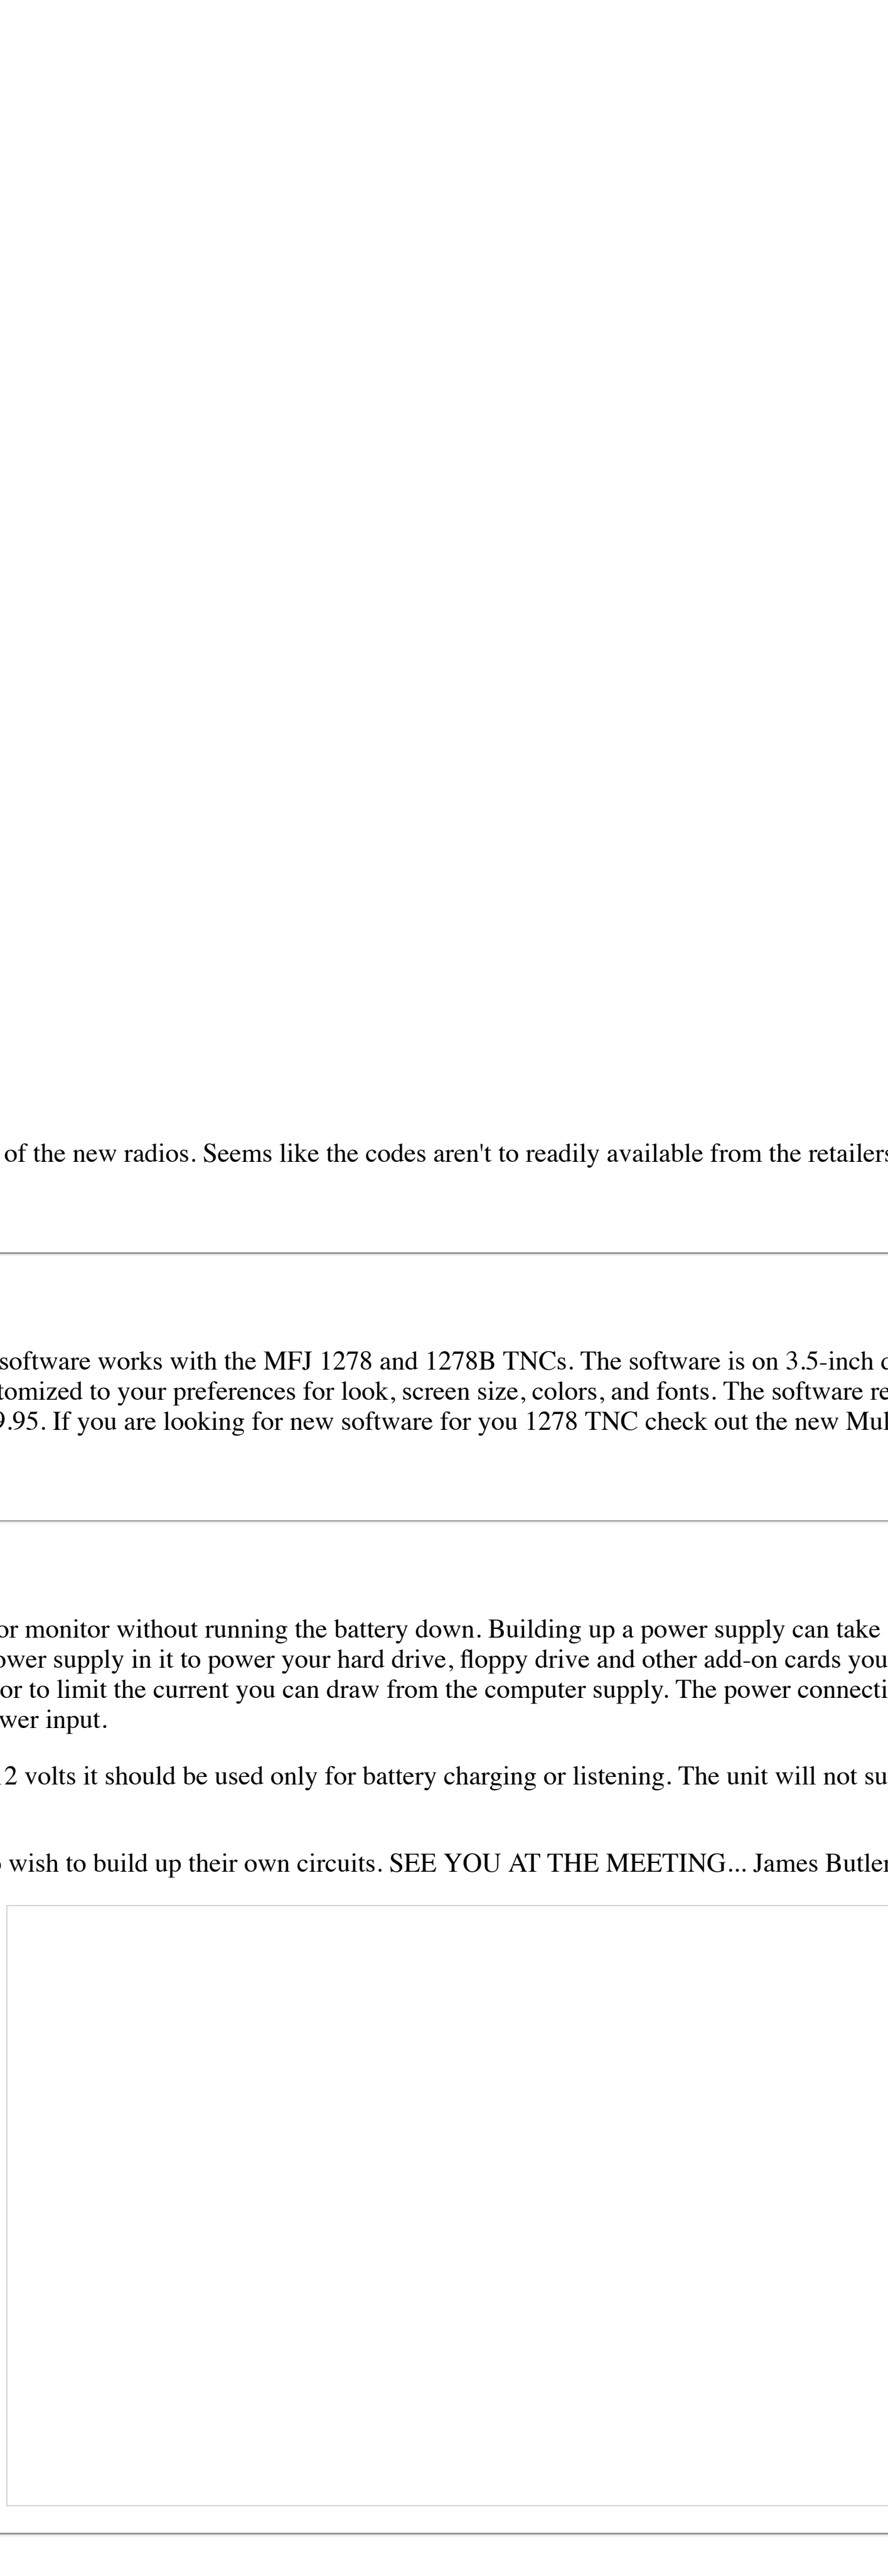 of the new radios. Seems like the codes aren't to readily available from the retailers
software works with the MFJ 1278 and 1278B TNCs. The software is on 3.5-inch
tomized to your preferences for look, screen size, colors, and fonts. The software re
9.95. If you are looking for new software for you 1278 TNC check out the new Mul
or monitor without running the battery down. Building up a power supply can take
ower supply in it to power your hard drive, floppy drive and other add-on cards you
or to limit the current you can draw from the computer supply. The power connecti
wer input.
12 volts it should be used only for battery charging or listening. The unit will not su
wish to build up their own circuits. SEE YOU AT THE MEETING... James Butler